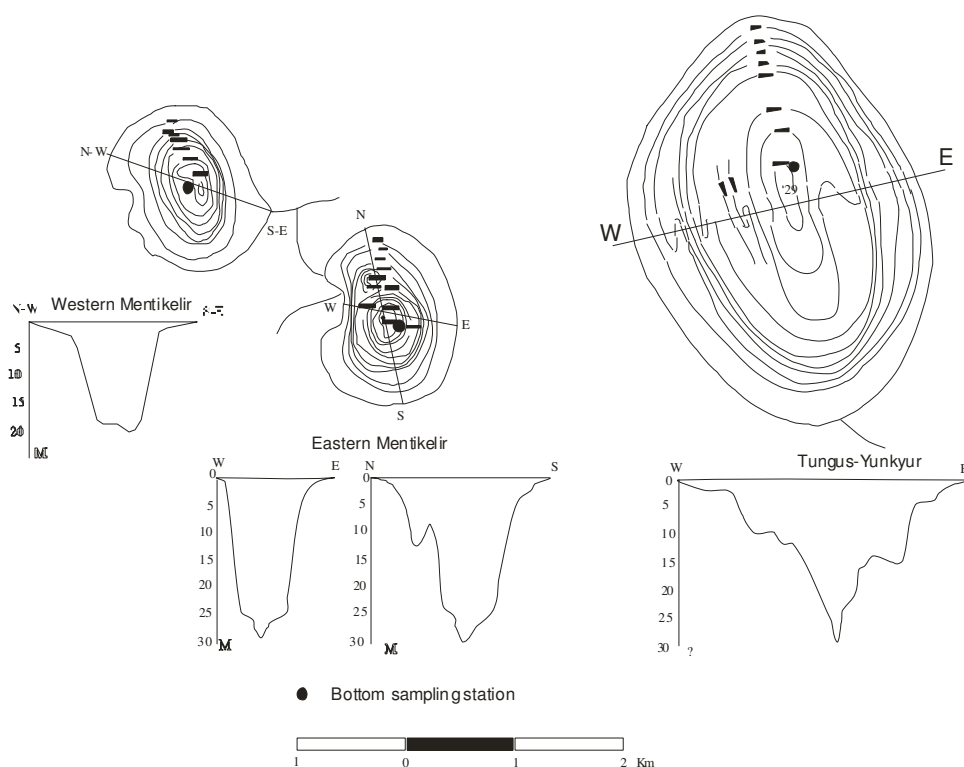 N-W
S-E
N
W
E
S
W
E
'29
Western Mentikelir
N-W
5
10
15
20
M
Eastern Mentikelir
W
E
0
5
10
15
20
25
30
M
N
S
0
5
10
15
20
25
30
M
Tungus-Yunkyur
W
0
5
10
15
20
25
30
?
Bottom sampling station
1
0
1
2
Km